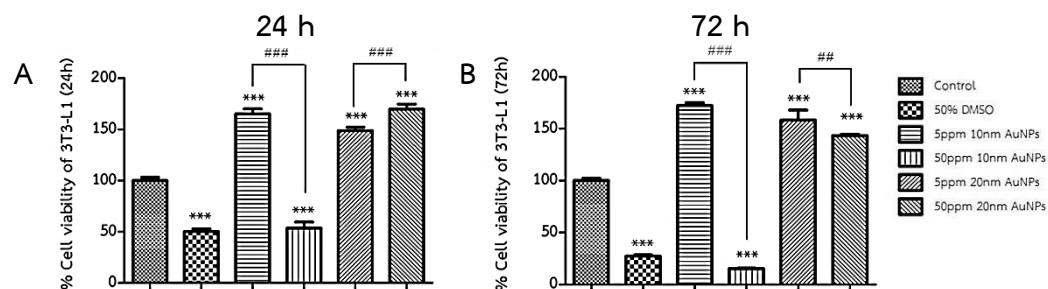 24 h
72 h
A
% Cell viability of 3T3-L1 (24h)
200
150
100
50
0
***
***
***
***
***
###
###
B
% Cell viability of 3T3-L1 (72h)
200
150
100
50
0
***
***
***
***
***
###
##
Control
50% DMSO
5ppm 10nm AuNPs
50ppm 10nm AuNPs
5ppm 20nm AuNPs
50ppm 20nm AuNPs